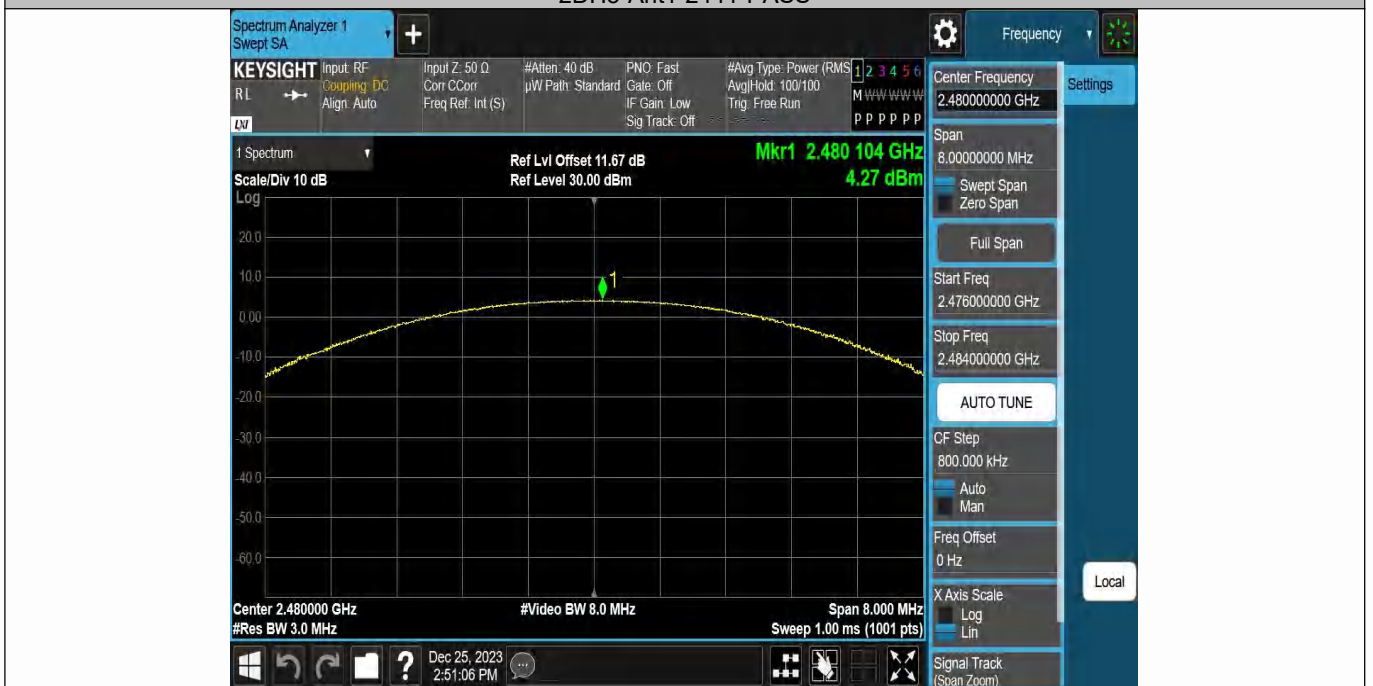 Spectrum Analyzer 1
Swept SA
+
Frequency
KEYSIGHT
RL
LXI
Input: RF
Coupling: DC
Align: Auto
Input Z: 50 Ω
Corr CCorr
Freq Ref: Int (S)
#Atten: 40 dB
µW Path: Standard
PNO: Fast
Gate: Off
IF Gain: Low
Sig Track: Off
#Avg Type: Power (RMS
Avg|Hold: 100/100
Trig: Free Run
1 2 3 4 5 6
M W W W W W
P P P P P P
1 Spectrum
Scale/Div 10 dB
Log
Ref Lvl Offset 11.67 dB
Ref Level 30.00 dBm
Mkr1 2.480 104 GHz
4.27 dBm
20.0
10.0
0.00
-10.0
-20.0
-30.0
-40.0
-50.0
-60.0
1
Center 2.480000 GHz
#Res BW 3.0 MHz
#Video BW 8.0 MHz
Span 8.000 MHz
Sweep 1.00 ms (1001 pts)
Center Frequency
2.480000000 GHz
Settings
Span
8.00000000 MHz
Swept Span
Zero Span
Full Span
Start Freq
2.476000000 GHz
Stop Freq
2.484000000 GHz
AUTO TUNE
CF Step
800.000 kHz
Auto
Man
Freq Offset
0 Hz
Local
X Axis Scale
Log
Lin
Signal Track
(Span Zoom)
?
Dec 25, 2023
2:51:06 PM